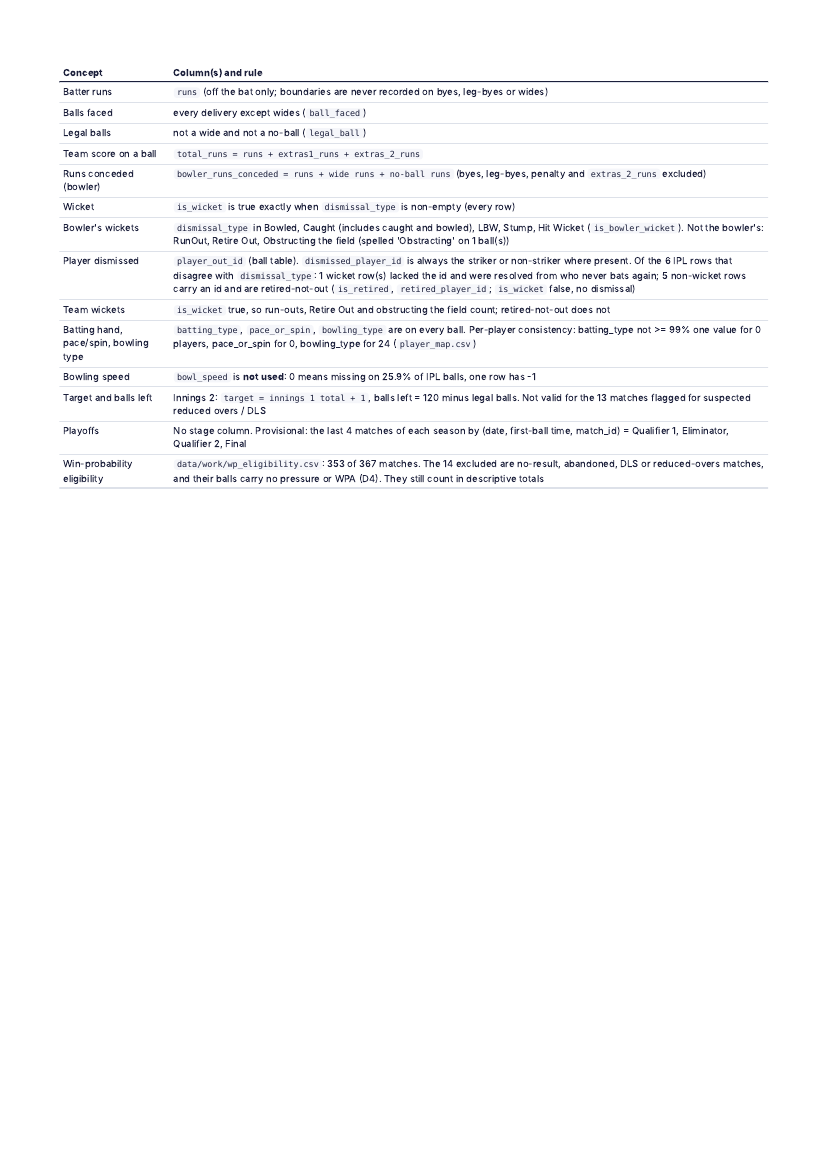 Concept Column(s) and rule
Batter runs runs (off the bat only; boundaries are never recorded on byes, leg-byes or wides)
Balls faced every delivery except wides ( ball_faced )
Legal balls not a wide and not a no-ball ( legal_ball )
Team score on a ball total_runs = runs + extras1_runs + extras_2_runs
Runs conceded (bowler) bowler_runs_conceded = runs + wide runs + no-ball runs (byes, leg-byes, penalty and extras_2_runs excluded)
Wicket is_wicket is true exactly when dismissal_type is non-empty (every row)
Bowler's wickets dismissal_type in Bowled, Caught (includes caught and bowled), LBW, Stump, Hit Wicket ( is_bowler_wicket ). Not the bowler's:
RunOut, Retire Out, Obstructing the field (spelled 'Obstracting' on 1 ball(s))
Player dismissed player_out_id (ball table). dismissed_player_id is always the striker or non-striker where present. Of the 6 IPL rows that
disagree with dismissal_type : 1 wicket row(s) lacked the id and were resolved from who never bats again; 5 non-wicket rows
carry an id and are retired-not-out ( is_retired , retired_player_id ; is_wicket false, no dismissal)
Team wickets is_wicket true, so run-outs, Retire Out and obstructing the field count; retired-not-out does not
Batting hand, pace/spin, bowling type batting_type , pace_or_spin , bowling_type are on every ball. Per-player consistency: batting_type not >= 99% one value for 0
players, pace_or_spin for 0, bowling_type for 24 ( player_map.csv )
Bowling speed bowl_speed is not used: 0 means missing on 25.9% of IPL balls, one row has -1
Target and balls left Innings 2: target = innings 1 total + 1 , balls left = 120 minus legal balls. Not valid for the 13 matches flagged for suspected
reduced overs / DLS
Playoffs No stage column. Provisional: the last 4 matches of each season by (date, first-ball time, match_id) = Qualifier 1, Eliminator,
Qualifier 2, Final
Win-probability eligibility data/work/wp_eligibility.csv : 353 of 367 matches. The 14 excluded are no-result, abandoned, DLS or reduced-overs matches,
and their balls carry no pressure or WPA (D4). They still count in descriptive totals